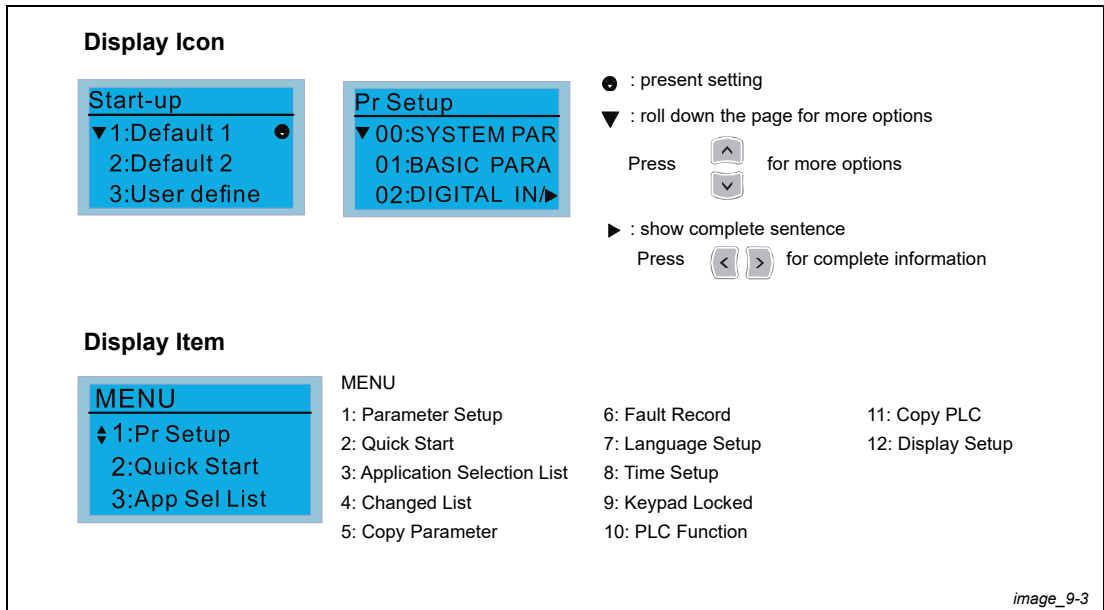 Display Icon
Start-up
▼1:Default 1
2:Default 2
3:User define
Pr Setup
▼00:SYSTEM PAR
01:BASIC PARA
02:DIGITAL IN/▶
: present setting
▼ : roll down the page for more options
Press for more options
▶ : show complete sentence
Press for complete information
Display Item
MENU
1:Pr Setup
2:Quick Start
3:App Sel List
MENU
1: Parameter Setup
2: Quick Start
3: Application Selection List
4: Changed List
5: Copy Parameter
6: Fault Record
7: Language Setup
8: Time Setup
9: Keypad Locked
10: PLC Function
11: Copy PLC
12: Display Setup
image_9-3